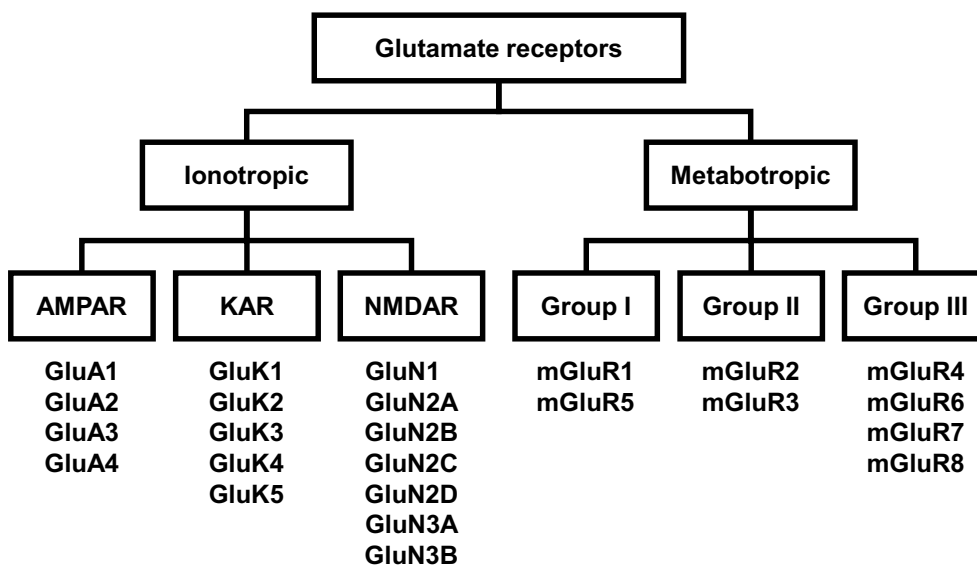 Glutamate receptors
Ionotropic
Metabotropic
AMPAR
KAR
NMDAR
Group I
Group II
Group III
GluA1
GluA2
GluA3
GluA4
GluK1
GluK2
GluK3
GluK4
GluK5
GluN1
GluN2A
GluN2B
GluN2C
GluN2D
GluN3A
GluN3B
mGluR1
mGluR5
mGluR2
mGluR3
mGluR4
mGluR6
mGluR7
mGluR8